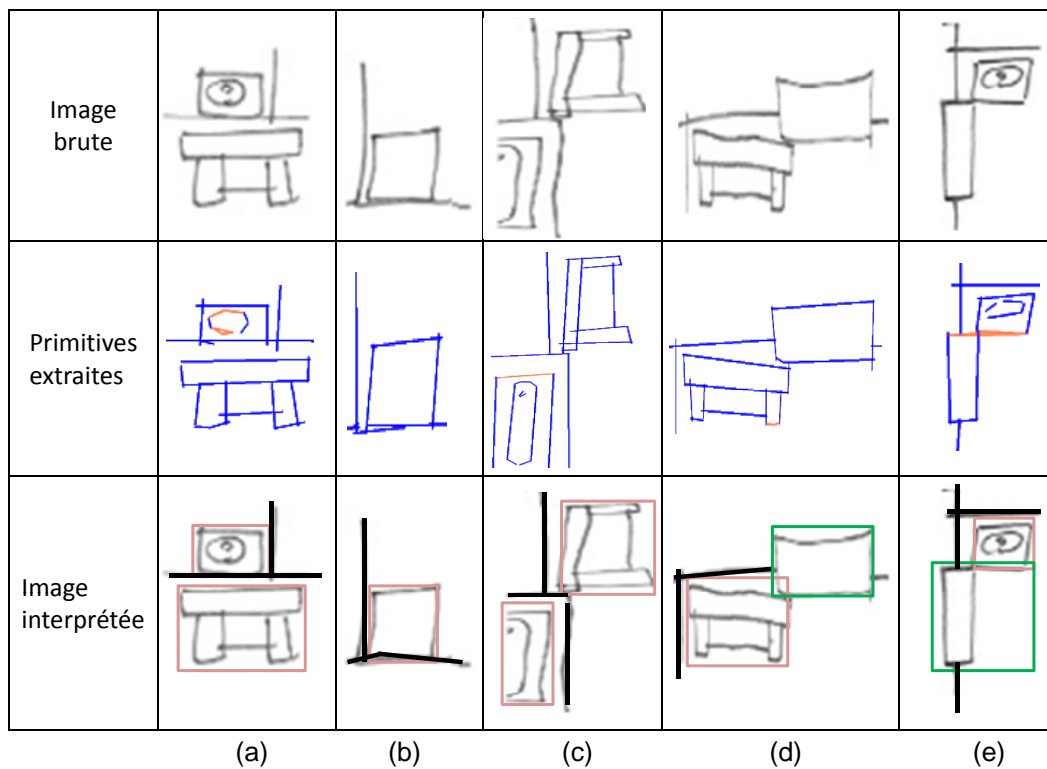 Image
brute
Primitives
extraites
Image
interprétée
(a)
(b)
(c)
(d)
(e)